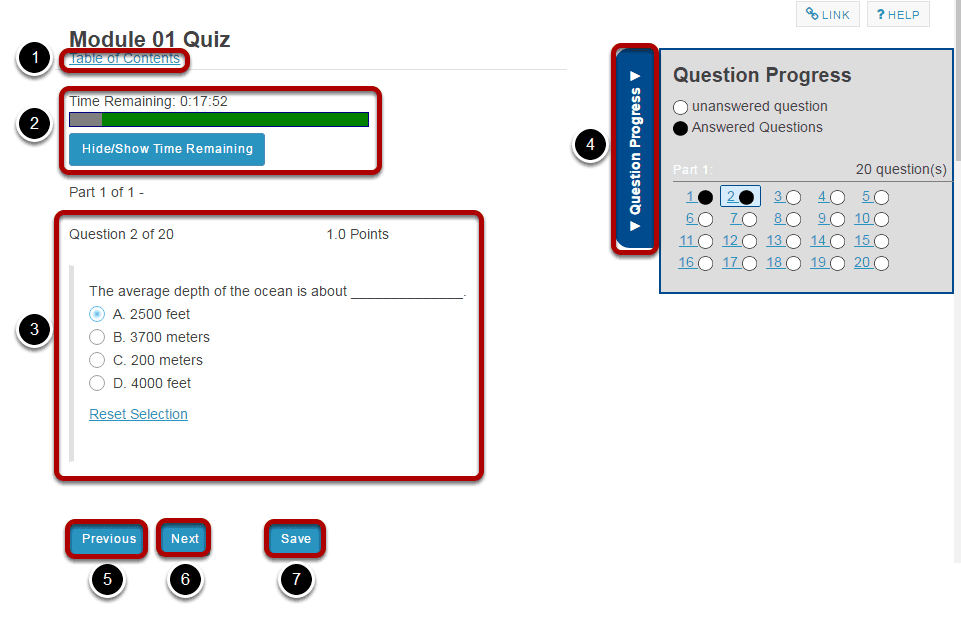 LINK
? HELP
Module 01 Quiz
1
Table of Contents
2
Time Remaining: 0:17:52
Hide/Show Time Remaining
Part 1 of 1 -
3
Question 2 of 20 1.0 Points
The average depth of the ocean is about ______________.
A. 2500 feet
B. 3700 meters
C. 200 meters
D. 4000 feet
Reset Selection
4
Question Progress
Question Progress
unanswered question
Answered Questions
Part 1: 20 question(s)
1 2 3 4 5
6 7 8 9 10
11 12 13 14 15
16 17 18 19 20
Previous Next Save
5 6 7